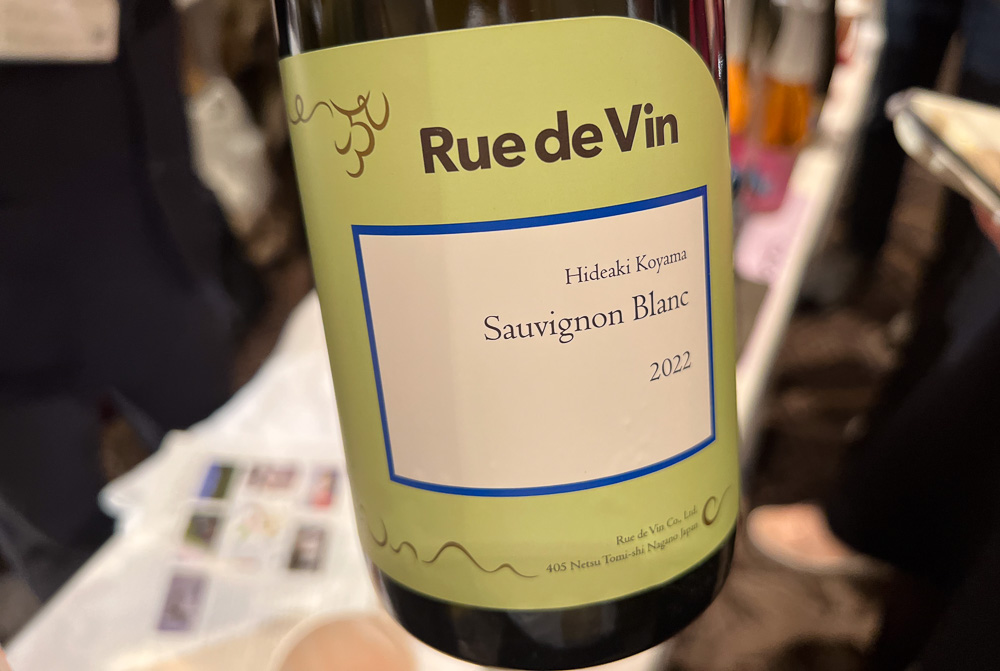 Rue de Vin
Hideaki Koyama
Sauvignon Blanc
2022
Rue de Vin Co., Ltd.
405 Netsu Tomi-shi Nagano Japan